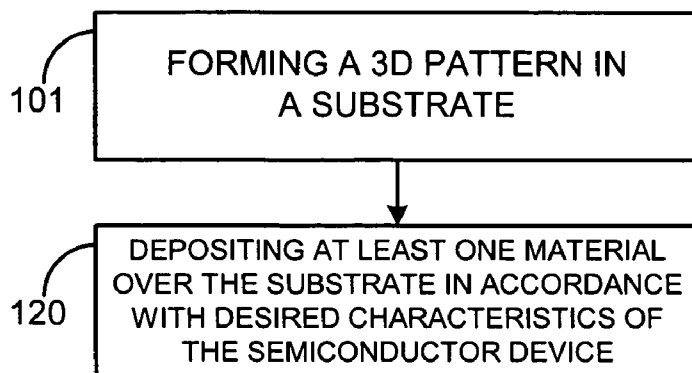 FORMING A 3D PATTERN IN
A SUBSTRATE
101
DEPOSITING AT LEAST ONE MATERIAL
OVER THE SUBSTRATE IN ACCORDANCE
WITH DESIRED CHARACTERISTICS OF
THE SEMICONDUCTOR DEVICE
120